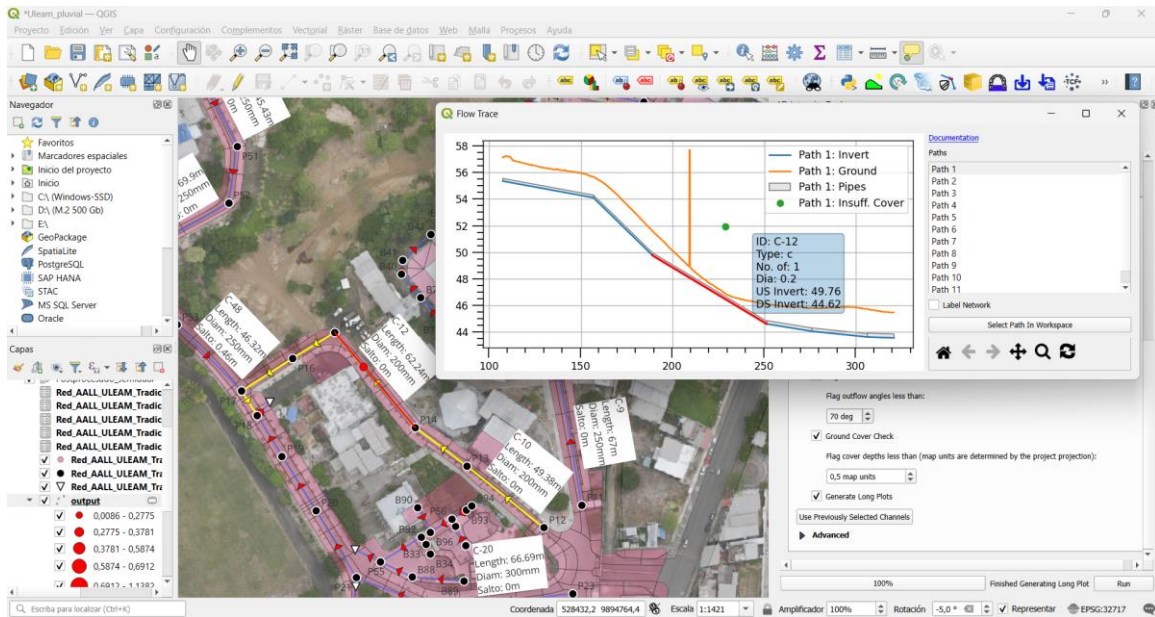 *Uleam_pluvial — QGIS
Proyecto Edición Ver Capa Configuración Complementos Vectorial Ráster Base de datos Web Malla Procesos Ayuda
Navegador
Favoritos
Marcadores espaciales
Inicio del proyecto
Inicio
C:\ (Windows-SSD)
D:\ (M.2 500 Gb)
E:\
GeoPackage
SpatiaLite
PostgreSQL
SAP HANA
STAC
MS SQL Server
Oracle
Capas
Red_AALL_ULEAM_Tradic
Red_AALL_ULEAM_Tradic
Red_AALL_ULEAM_Tradic
Red_AALL_ULEAM_Tradic
Red_AALL_ULEAM_Tra
Red_AALL_ULEAM_Tra
Red_AALL_ULEAM_Tra
output
0,0086 - 0,2775
0,2775 - 0,3781
0,3781 - 0,5874
0,5874 - 0,6912
0,6912 - 1,1382
P51
P52
C-48
Length: 46.32m
Diam: 250mm
Salto: 0.46m
C-12
Length: 62.24m
Diam: 200mm
Salto: 0m
P16
P17
P18
P14
C-10
Length: 49.38m
Diam: 200mm
Salto: 0m
C-9
Length: 67m
Diam: 250mm
Salto: 0m
P13
P12
P11
B90
B94
B93
B92
B96
B33
B34
B88
B89
P55
P21
P23
C-20
Length: 66.69m
Diam: 300mm
Salto: 0m
Flow Trace
58
56
54
52
50
48
46
44
100
150
200
250
300
Path 1: Invert
Path 1: Ground
Path 1: Pipes
Path 1: Insuff. Cover
ID: C-12
Type: c
No. of: 1
Dia: 0.2
US Invert: 49.76
DS Invert: 44.62
Documentation
Paths
Path 1
Path 2
Path 3
Path 4
Path 5
Path 6
Path 7
Path 8
Path 9
Path 10
Path 11
Label Network
Select Path In Workspace
Flag outflow angles less than:
70 deg
Ground Cover Check
Flag cover depths less than (map units are determined by the project projection):
0,5 map units
Generate Long Plots
Use Previously Selected Channels
Advanced
100%
Finished Generating Long Plot
Run
Escriba para localizar (Ctrl+K)
Coordenada 528432,2 9894764,4
Escala 1:1421
Amplificador 100%
Rotación -5,0 °
Representar
EPSG:32717